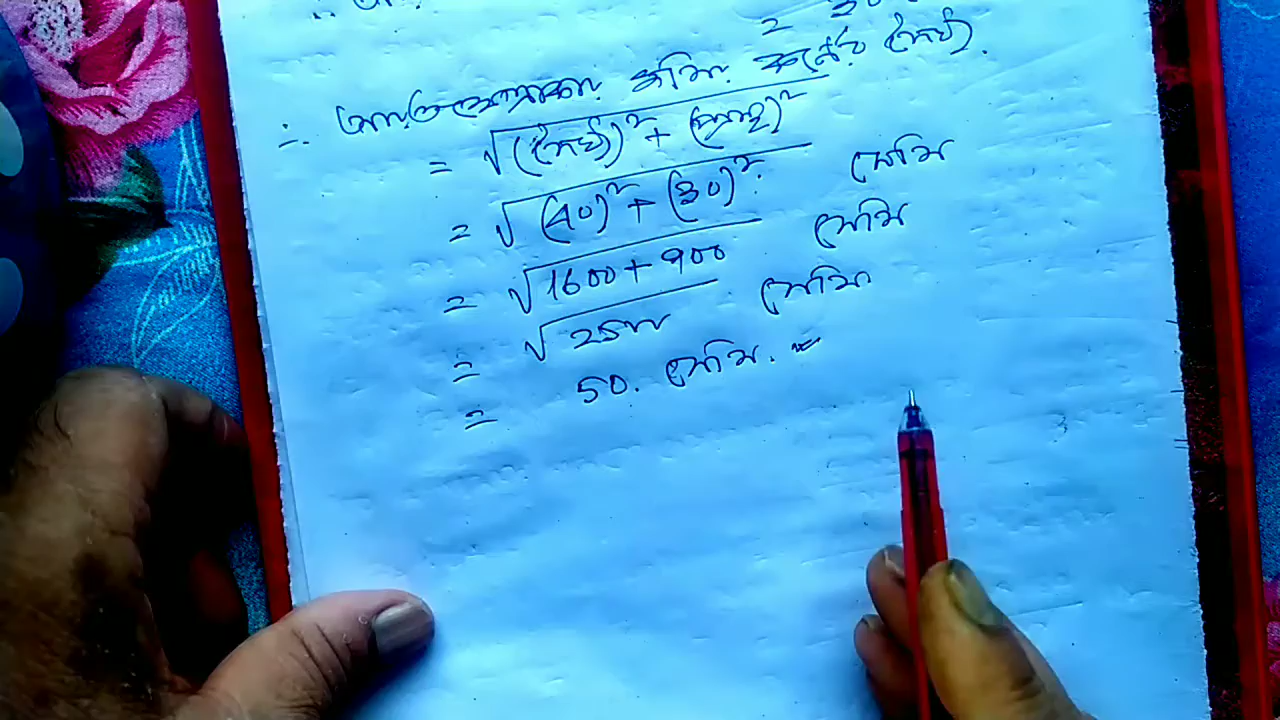 ∴ আয়তক্ষেত্রাকার জমির কর্ণের দৈর্ঘ্য
= √(দৈর্ঘ্য)² + (প্রস্থ)²
= √(40)² + (30)² সেমি
= √1600 + 900 সেমি
= √2500 সেমি
= 50. সেমি.